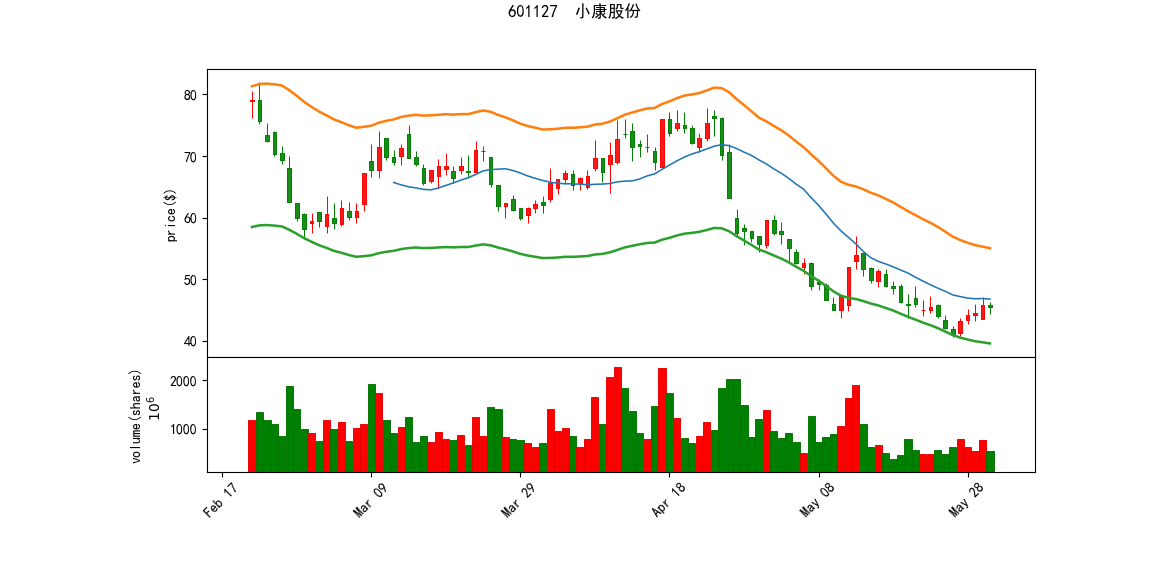 601127 小康股份
price($)
80
70
60
50
40
volume(shares)
10^6
2000
1000
Feb 17
Mar 09
Mar 29
Apr 18
May 08
May 28